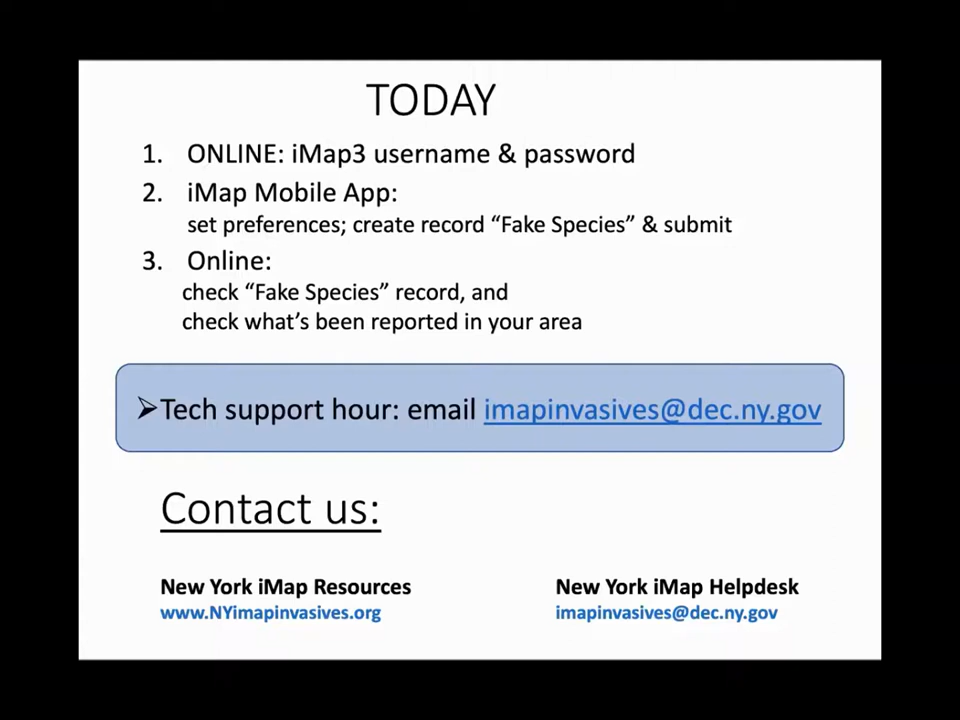 TODAY
1. ONLINE: iMap3 username & password
2. iMap Mobile App:
set preferences; create record “Fake Species” & submit
3. Online:
check “Fake Species” record, and
check what’s been reported in your area
➢Tech support hour: email imapinvasives@dec.ny.gov
Contact us:
New York iMap Resources
www.NYimapinvasives.org
New York iMap Helpdesk
imapinvasives@dec.ny.gov